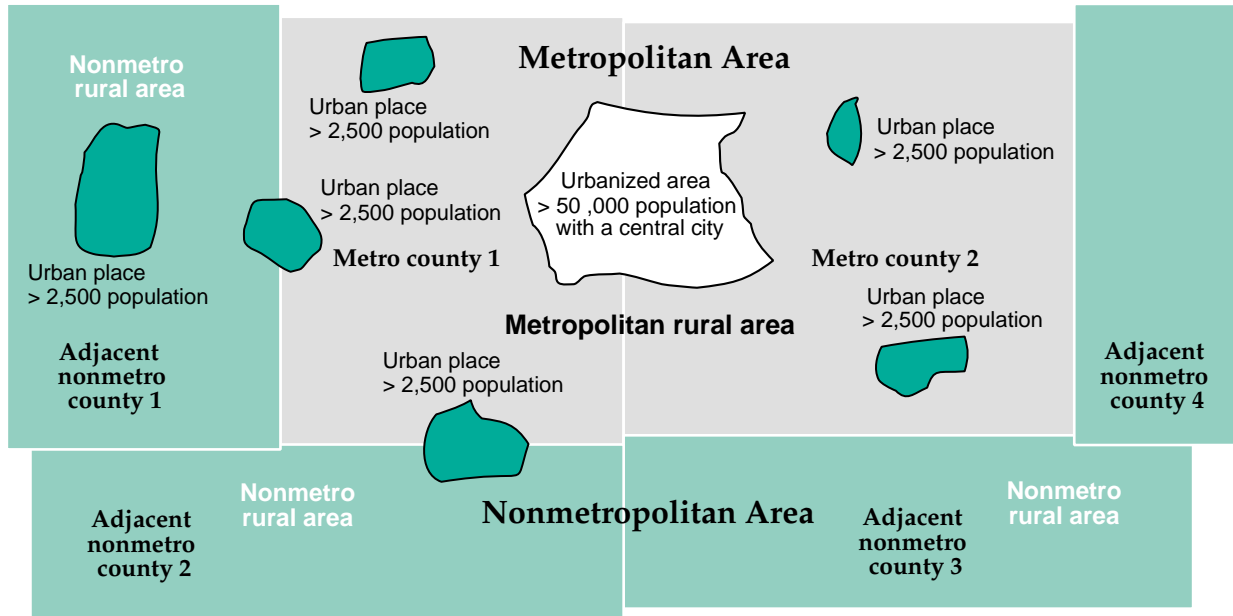 Metropolitan Area
Nonmetro
rural area
Urban place
> 2,500 population
Urban place
> 2,500 population
Urban place
> 2,500 population
Urbanized area
> 50 ,000 population
with a central city
Metro county 1
Metro county 2
Urban place
> 2,500 population
Urban place
> 2,500 population
Metropolitan rural area
Adjacent
nonmetro
county 1
Urban place
> 2,500 population
Adjacent
nonmetro
county 4
Nonmetro
rural area
Nonmetropolitan Area
Nonmetro
rural area
Adjacent
nonmetro
county 2
Adjacent
nonmetro
county 3